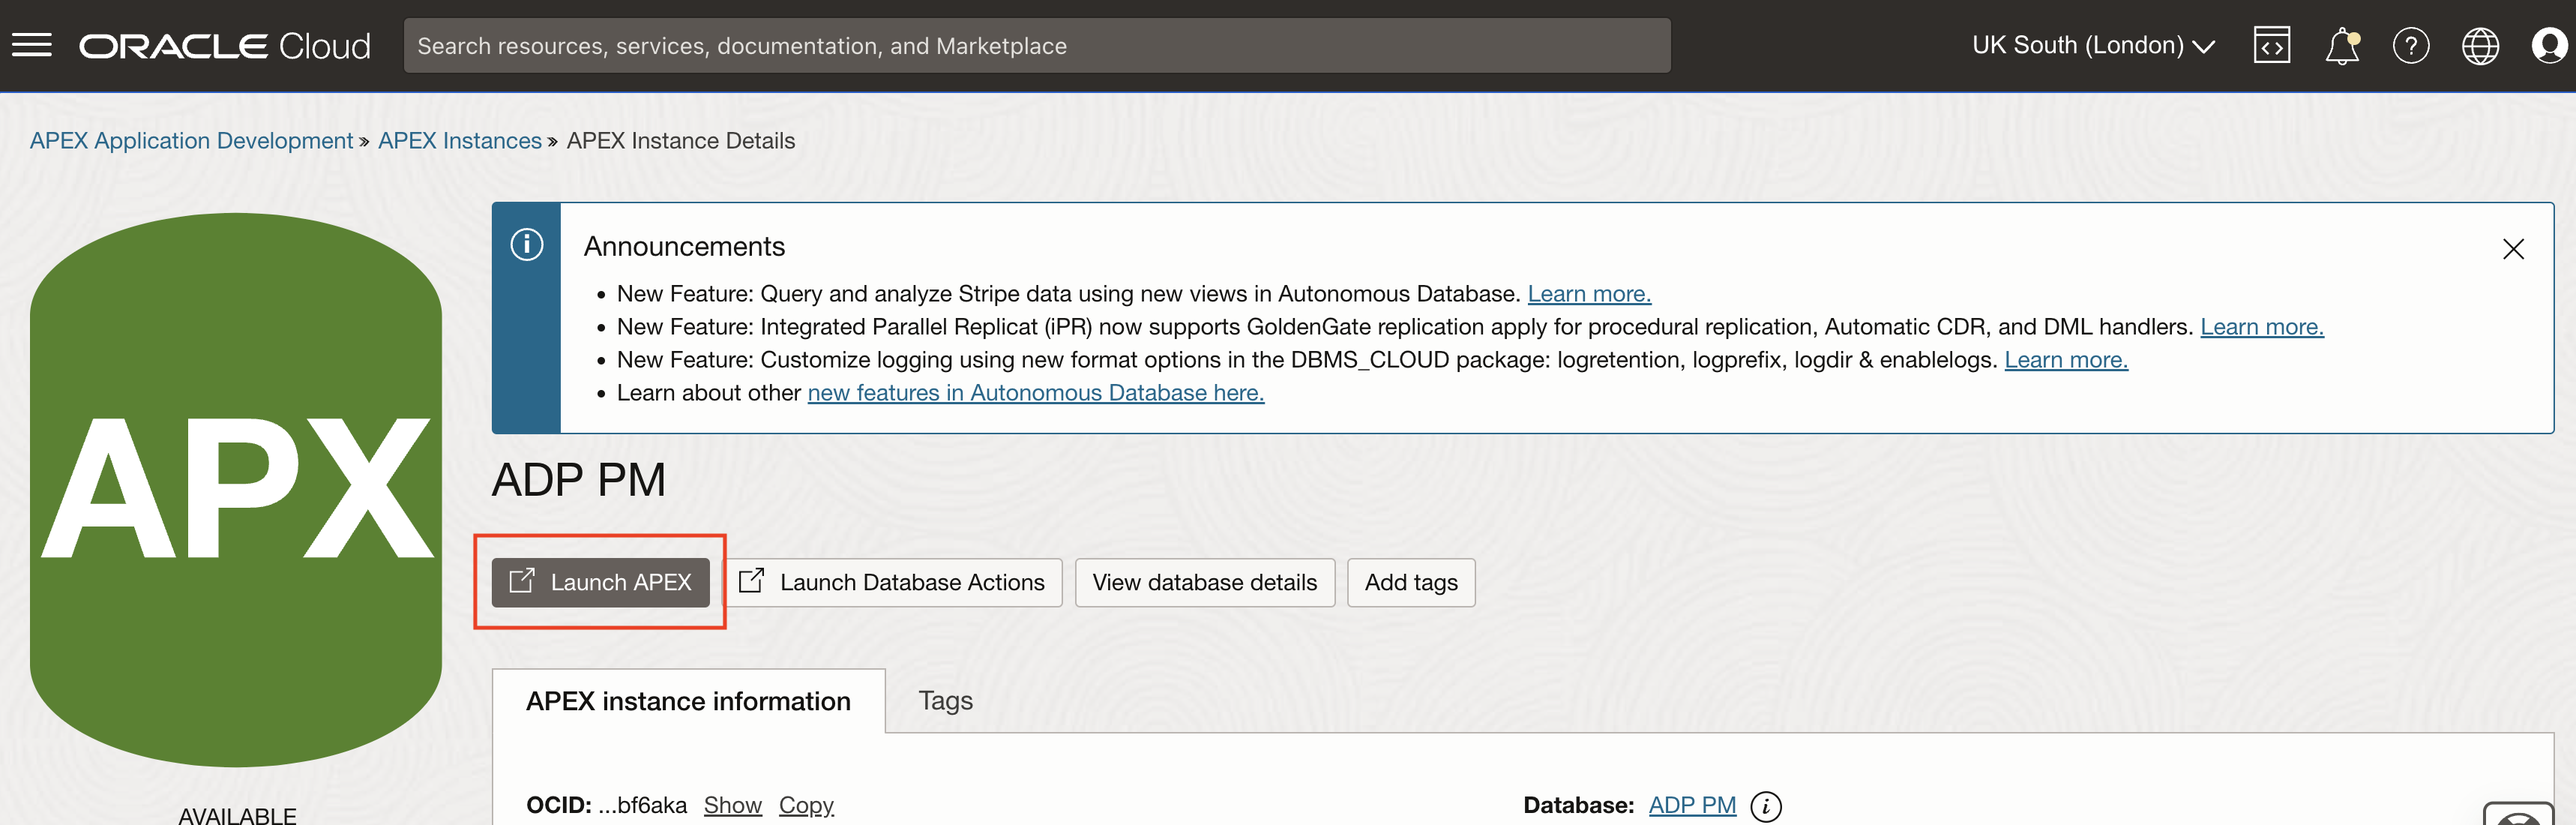 ORACLE Cloud
Search resources, services, documentation, and Marketplace
UK South (London)
APEX Application Development » APEX Instances » APEX Instance Details
APX
AVAILABLE
Announcements
• New Feature: Query and analyze Stripe data using new views in Autonomous Database. Learn more.
• New Feature: Integrated Parallel Replicat (iPR) now supports GoldenGate replication apply for procedural replication, Automatic CDR, and DML handlers. Learn more.
• New Feature: Customize logging using new format options in the DBMS_CLOUD package: logretention, logprefix, logdir & enablelogs. Learn more.
• Learn about other new features in Autonomous Database here.
ADP PM
Launch APEX
Launch Database Actions
View database details
Add tags
APEX instance information
Tags
OCID: ...bf6aka Show Copy
Database: ADP PM